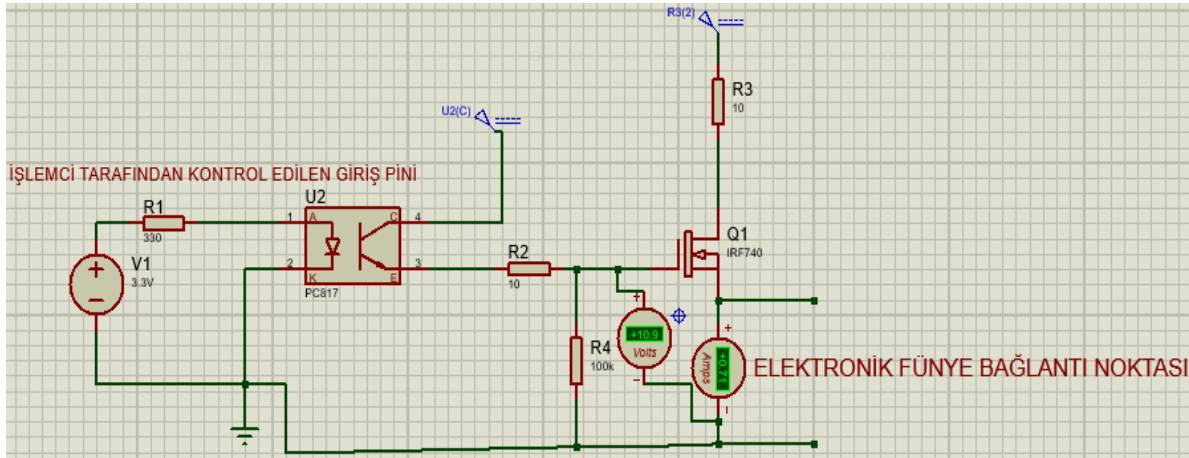 R3(2)
R3
10
U2(C)
İŞLEMCİ TARAFINDAN KONTROL EDİLEN GİRİŞ PİNİ
U2
R1
330
1
A
C
4
V1
3.3V
2
K
E
3
PC817
R2
10
Q1
IRF740
+10.9
Volts
R4
100k
+0.71
Amps
ELEKTRONİK FÜNYE BAĞLANTI NOKTASI